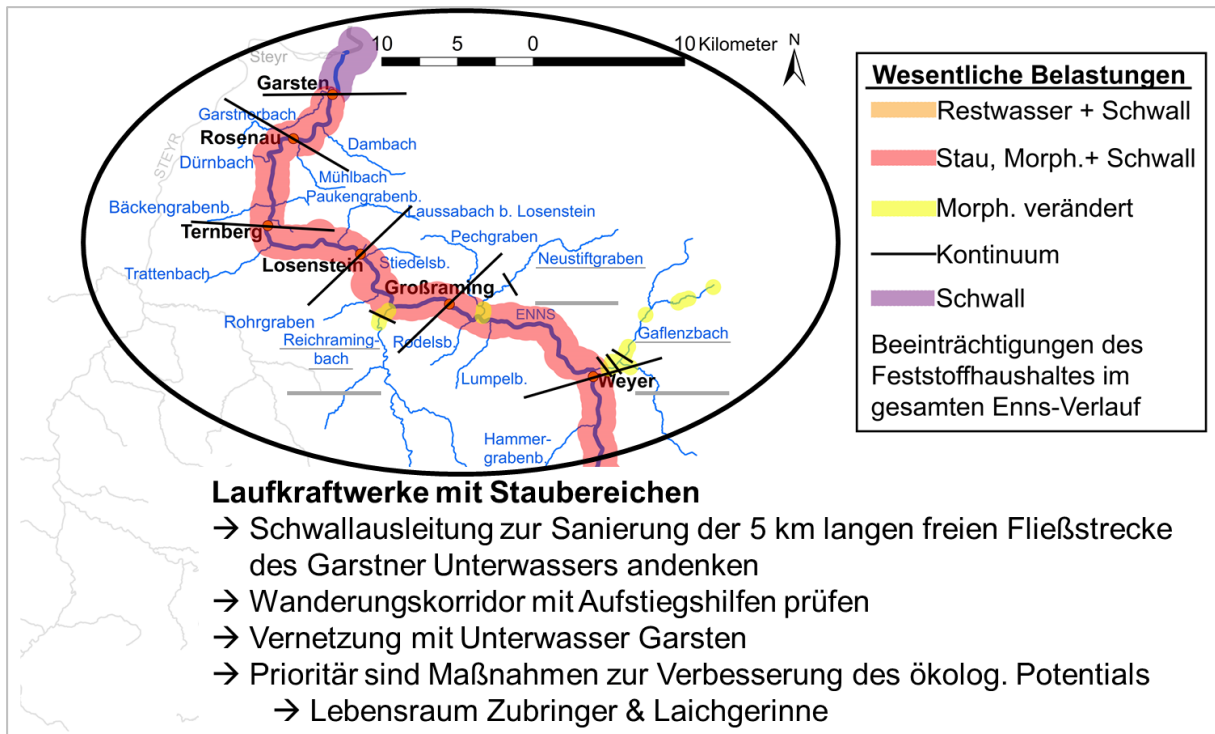 10 5 0 10 Kilometer
N
Steyr
Garsten
Garstnerbach.
Rosenau
STEYR
Dambach
Dürnbach
Mühlbach
Paukengrabenb.
Bäckengrabenb.
Laussabach b. Losenstein
Ternberg
Pechgraben
Losenstein
Stiedelsb.
Neustiftgraben
Trattenbach
Großraming
Rohrgraben
ENNS
Gaflenzbach
Reichraming-
bach
Rodelsb.
Lumpelb.
Weyer
Hammer-
grabenb.
Wesentliche Belastungen
Restwasser + Schwall
Stau, Morph.+ Schwall
Morph. verändert
Kontinuum
Schwall
Beeinträchtigungen des
Feststoffhaushaltes im
gesamten Enns-Verlauf
Laufkraftwerke mit Staubereichen
→ Schwallausleitung zur Sanierung der 5 km langen freien Fließstrecke
des Garstner Unterwassers andenken
→ Wanderungskorridor mit Aufstiegshilfen prüfen
→ Vernetzung mit Unterwasser Garsten
→ Prioritär sind Maßnahmen zur Verbesserung des ökolog. Potentials
→ Lebensraum Zubringer & Laichgerinne